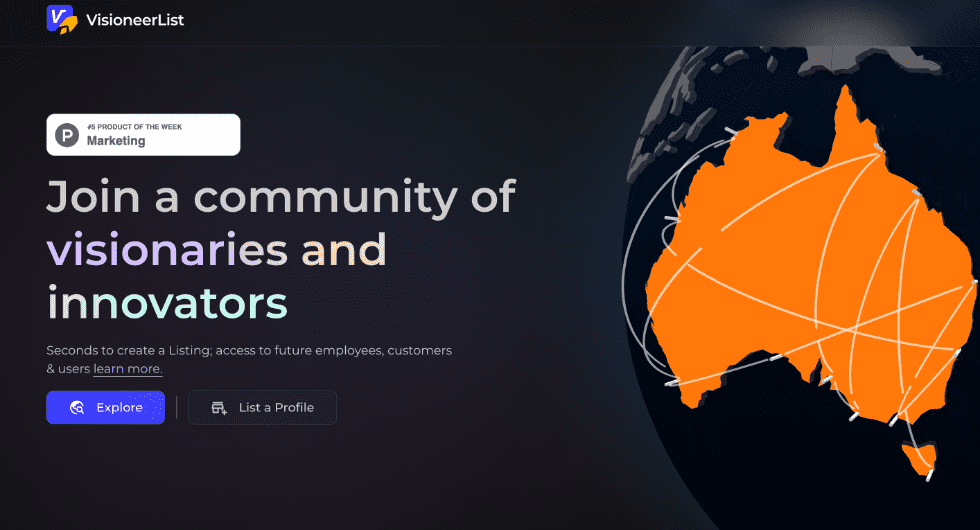 VisioneerList
#5 PRODUCT OF THE WEEK
Marketing
Join a community of
visionaries and
innovators
Seconds to create a Listing; access to future employees, customers
& users learn more.
Explore
List a Profile